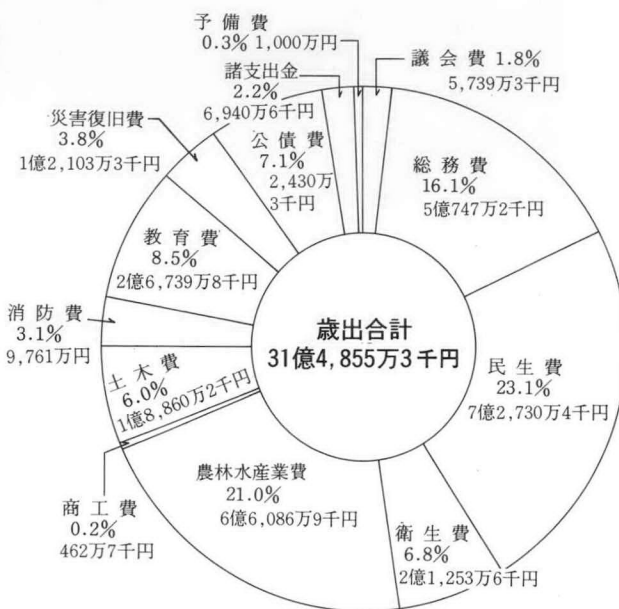 予備費
0.3% 1,000万円
議会費 1.8%
5,739万3千円
総務費
16.1%
5億747万2千円
民生費
23.1%
7億2,730万4千円
衛生費
6.8%
2億1,253万6千円
農林水産業費
21.0%
6億6,086万9千円
商工費
0.2%
462万7千円
土木費
6.0%
1億8,860万2千円
消防費
3.1%
9,761万円
教育費
8.5%
2億6,739万8千円
災害復旧費
3.8%
1億2,103万3千円
公債費
7.1%
2,430万
3千円
諸支出金
2.2%
6,940万6千円
歳出合計
31億4,855万3千円